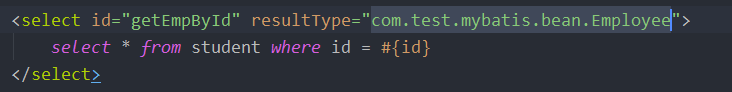 <select id="getEmpById" resultType="com.test.mybatis.bean.Employee">
select * from student where id = #{id}
</select>